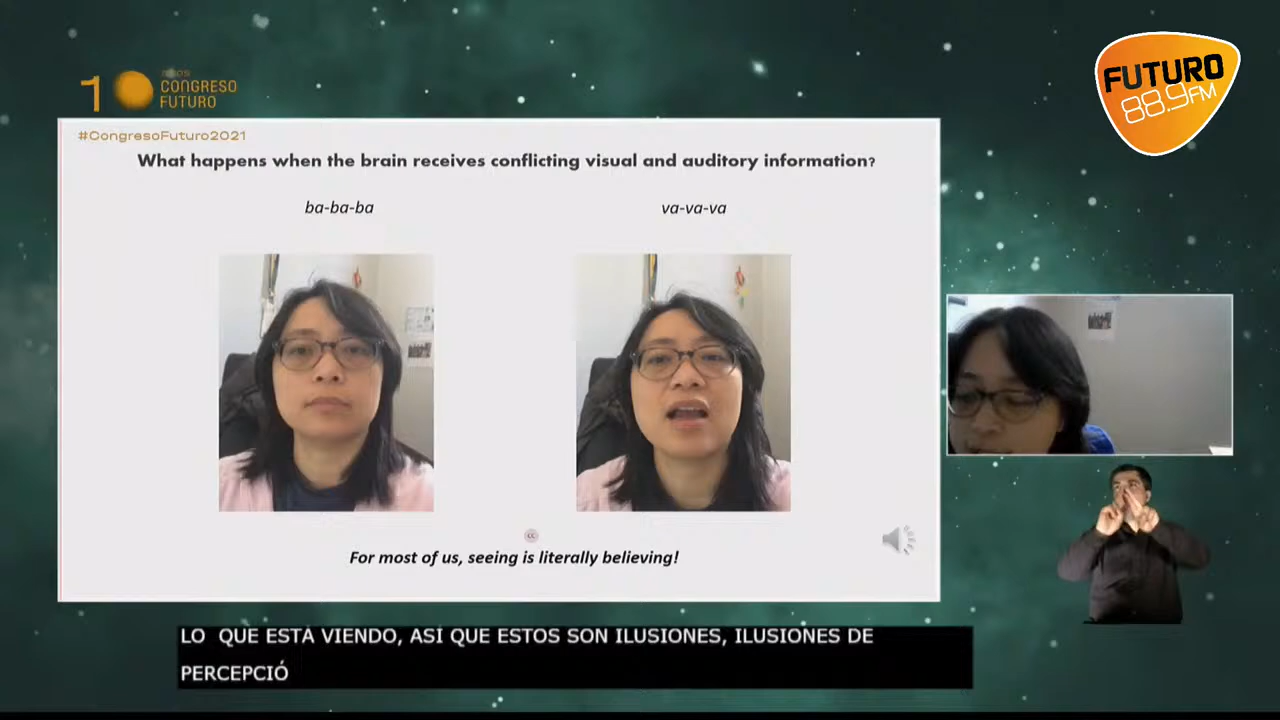 1
AÑOS
CONGRESO
FUTURO
FUTURO
88.9FM
#CongresoFuturo2021
What happens when the brain receives conflicting visual and auditory information?
ba-ba-ba
va-va-va
For most of us, seeing is literally believing!
LO QUE ESTÁ VIENDO, ASÍ QUE ESTOS SON ILUSIONES, ILUSIONES DE
PERCEPCIÓ